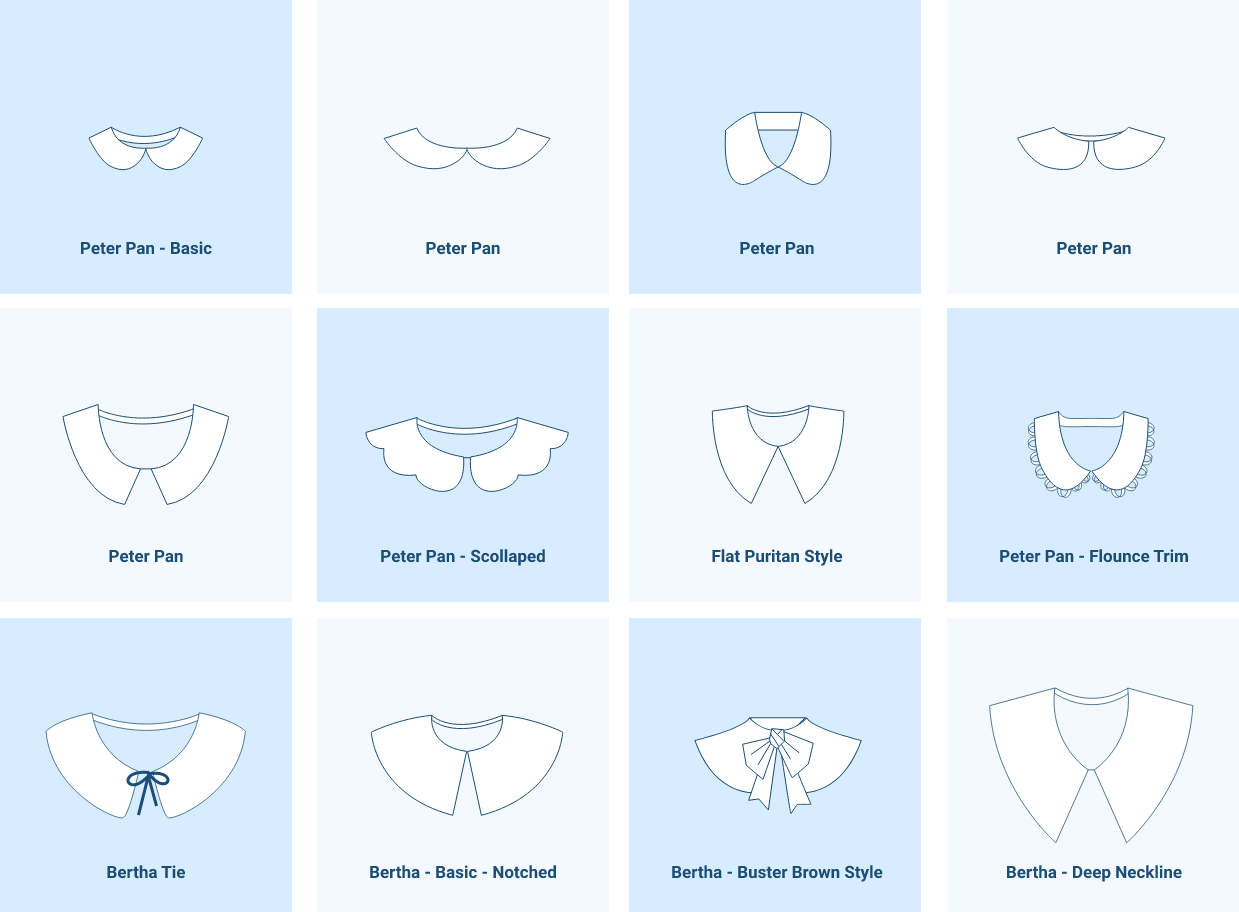 Peter Pan - Basic
Peter Pan
Peter Pan
Peter Pan
Peter Pan
Peter Pan - Scollaped
Flat Puritan Style
Peter Pan - Flounce Trim
Bertha Tie
Bertha - Basic - Notched
Bertha - Buster Brown Style
Bertha - Deep Neckline